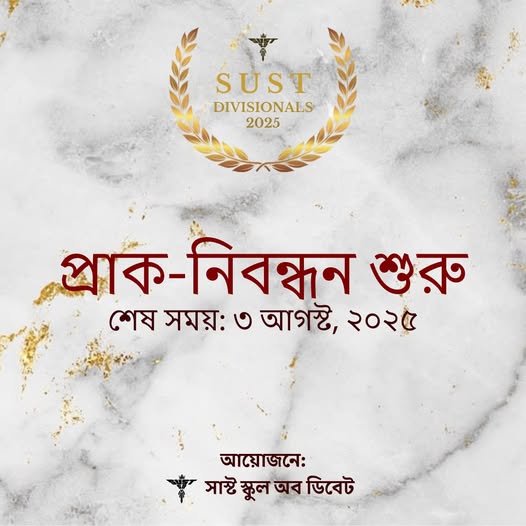 SUST
DIVISIONALS
2025
প্রাক-নিবন্ধন শুরু
শেষ সময়: ৩ আগস্ট, ২০২৫
আয়োজনে:
সাস্ট স্কুল অব ডিবেট